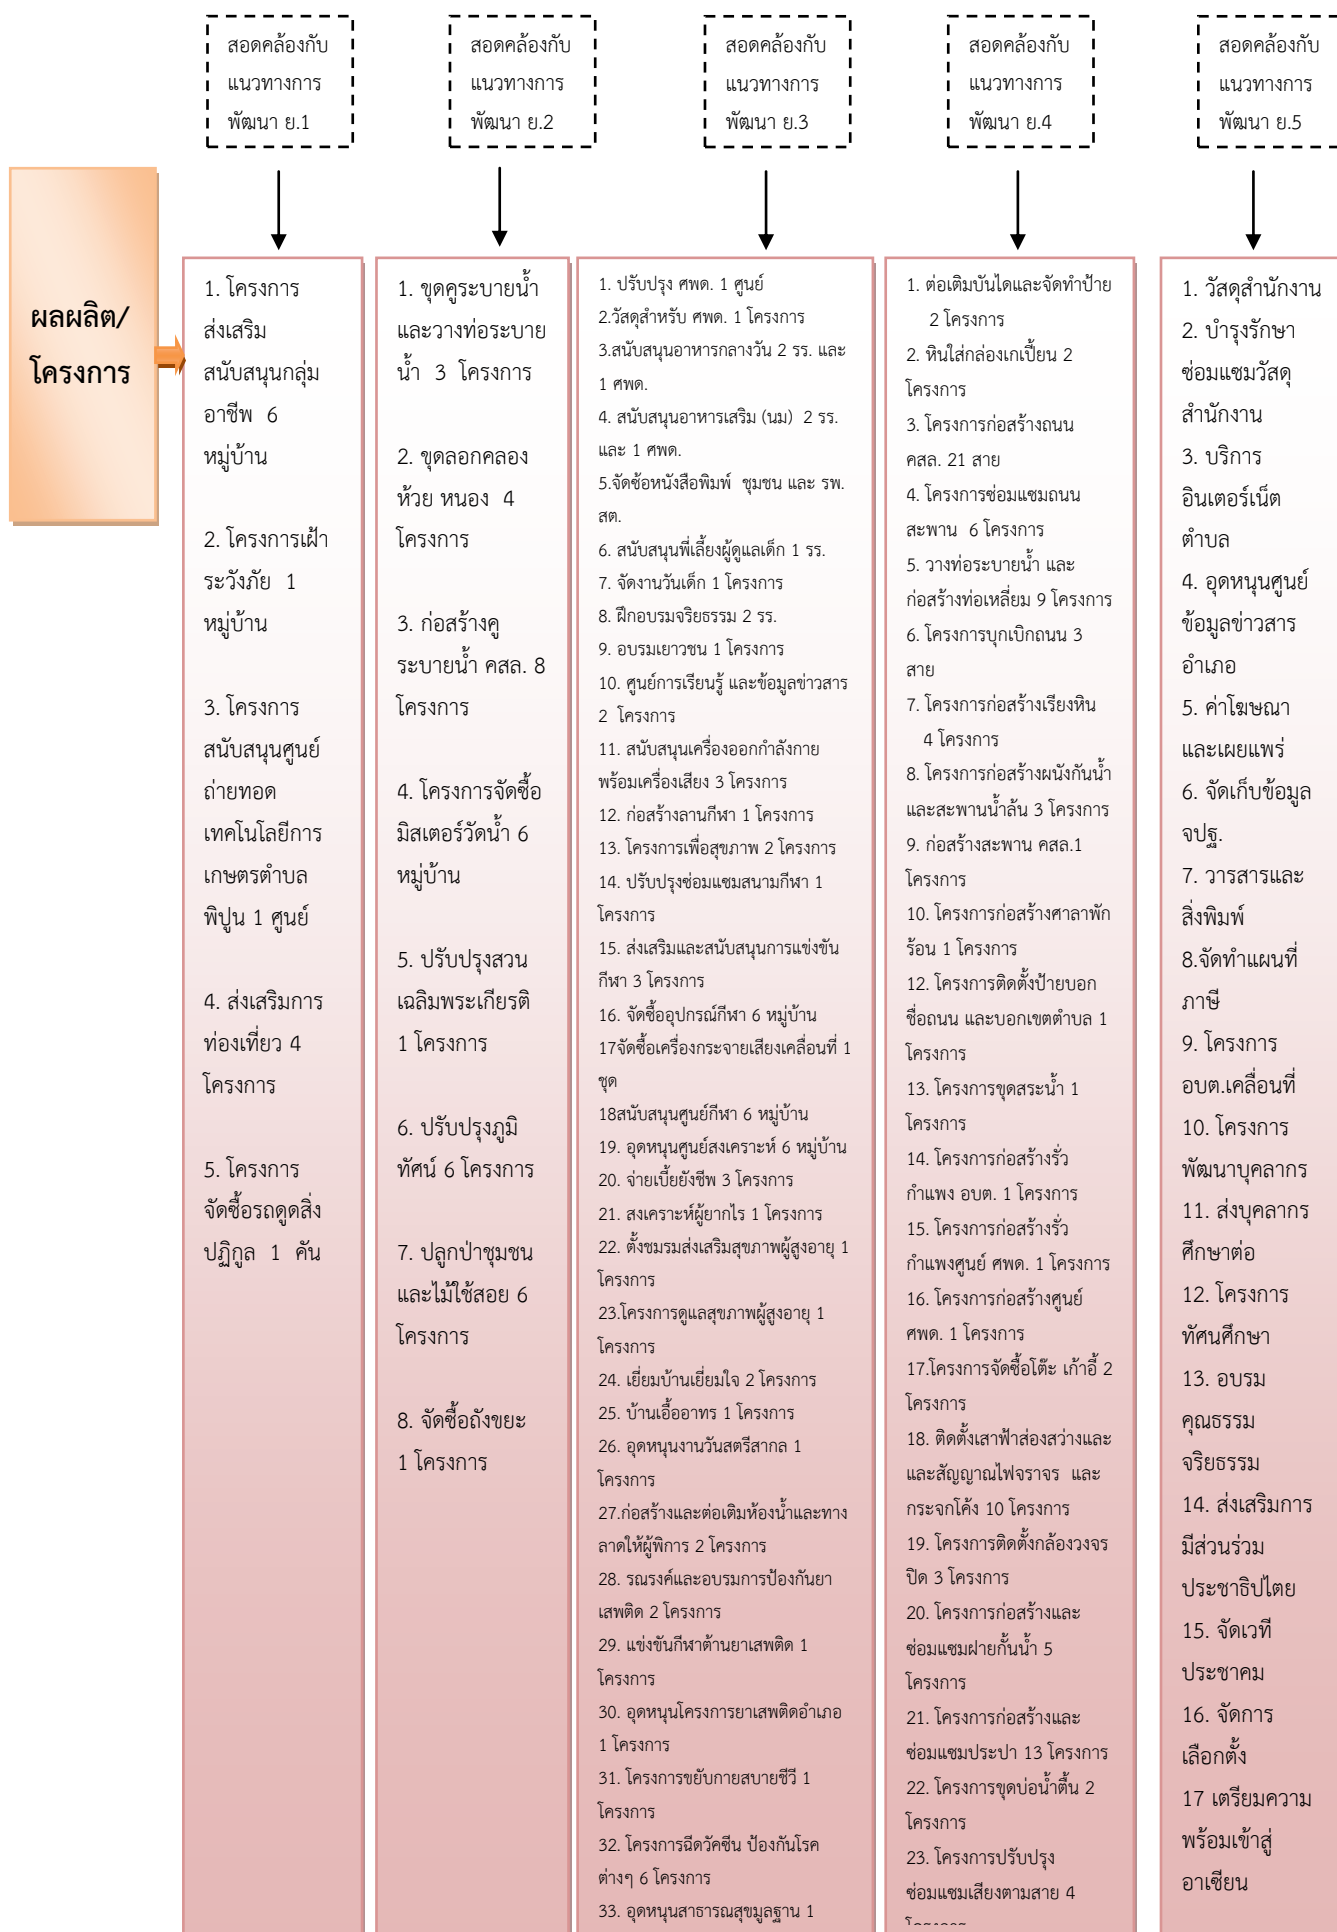 สอดคล้องกับ
แนวทางการ
พัฒนา ย.1
สอดคล้องกับ
แนวทางการ
พัฒนา ย.2
สอดคล้องกับ
แนวทางการ
พัฒนา ย.3
สอดคล้องกับ
แนวทางการ
พัฒนา ย.4
สอดคล้องกับ
แนวทางการ
พัฒนา ย.5
ผลผลิต/
โครงการ
1. โครงการ
ส่งเสริม
สนับสนุนกลุ่ม
อาชีพ 6
หมู่บ้าน
2. โครงการเฝ้า
ระวังภัย 1
หมู่บ้าน
3. โครงการ
สนับสนุนศูนย์
ถ่ายทอด
เทคโนโลยีการ
เกษตรตำบล
พิปูน 1 ศูนย์
4. ส่งเสริมการ
ท่องเที่ยว 4
โครงการ
5. โครงการ
จัดซื้อรถดูดสิ่ง
ปฏิกูล 1 คัน
1. ขุดคูระบายน้ำ
และวางท่อระบาย
น้ำ 3 โครงการ
2. ขุดลอกคลอง
ห้วย หนอง 4
โครงการ
3. ก่อสร้างคู
ระบายน้ำ คสล. 8
โครงการ
4. โครงการจัดซื้อ
มิสเตอร์วัดน้ำ 6
หมู่บ้าน
5. ปรับปรุงสวน
เฉลิมพระเกียรติ
1 โครงการ
6. ปรับปรุงภูมิ
ทัศน์ 6 โครงการ
7. ปลูกป่าชุมชน
และไม้ใช้สอย 6
โครงการ
8. จัดซื้อถังขยะ
1 โครงการ
1. ปรับปรุง ศพด. 1 ศูนย์
2.วัสดุสำหรับ ศพด. 1 โครงการ
3.สนับสนุนอาหารกลางวัน 2 รร. และ
1 ศพด.
4. สนับสนุนอาหารเสริม (นม) 2 รร.
และ 1 ศพด.
5.จัดซ้อหนังสือพิมพ์ ชุมชน และ รพ.
สต.
6. สนับสนุนพี่เลี้ยงผู้ดูแลเด็ก 1 รร.
7. จัดงานวันเด็ก 1 โครงการ
8. ฝึกอบรมจริยธรรม 2 รร.
9. อบรมเยาวชน 1 โครงการ
10. ศูนย์การเรียนรู้ และข้อมูลข่าวสาร
2 โครงการ
11. สนับสนุนเครื่องออกกำลังกาย
พร้อมเครื่องเสียง 3 โครงการ
12. ก่อสร้างลานกีฬา 1 โครงการ
13. โครงการเพื่อสุขภาพ 2 โครงการ
14. ปรับปรุงซ่อมแซมสนามกีฬา 1
โครงการ
15. ส่งเสริมและสนับสนุนการแข่งขัน
กีฬา 3 โครงการ
16. จัดซื้ออุปกรณ์กีฬา 6 หมู่บ้าน
17จัดซื้อเครื่องกระจายเสียงเคลื่อนที่ 1
ชุด
18สนับสนุนศูนย์กีฬา 6 หมู่บ้าน
19. อุดหนุนศูนย์สงเคราะห์ 6 หมู่บ้าน
20. จ่ายเบี้ยยังชีพ 3 โครงการ
21. สงเคราะห์ผู้ยากไร 1 โครงการ
22. ตั้งชมรมส่งเสริมสุขภาพผู้สูงอายุ 1
โครงการ
23.โครงการดูแลสุขภาพผู้สูงอายุ 1
โครงการ
24. เยี่ยมบ้านเยี่ยมใจ 2 โครงการ
25. บ้านเอื้ออาทร 1 โครงการ
26. อุดหนุนงานวันสตรีสากล 1
โครงการ
27.ก่อสร้างและต่อเติมห้องน้ำและทาง
ลาดให้ผู้พิการ 2 โครงการ
28. รณรงค์และอบรมการป้องกันยา
เสพติด 2 โครงการ
29. แข่งขันกีฬาต้านยาเสพติด 1
โครงการ
30. อุดหนุนโครงการยาเสพติดอำเภอ
1 โครงการ
31. โครงการขยับกายสบายชีวี 1
โครงการ
32. โครงการฉีดวัคซีน ป้องกันโรค
ต่างๆ 6 โครงการ
33. อุดหนุนสาธารณสุขมูลฐาน 1
1. ต่อเติมบันไดและจัดทำป้าย
2 โครงการ
2. หินใส่กล่องเกเปี้ยน 2
โครงการ
3. โครงการก่อสร้างถนน
คสล. 21 สาย
4. โครงการซ่อมแซมถนน
สะพาน 6 โครงการ
5. วางท่อระบายน้ำ และ
ก่อสร้างท่อเหลี่ยม 9 โครงการ
6. โครงการบุกเบิกถนน 3
สาย
7. โครงการก่อสร้างเรียงหิน
4 โครงการ
8. โครงการก่อสร้างผนังกันน้ำ
และสะพานน้ำล้น 3 โครงการ
9. ก่อสร้างสะพาน คสล.1
โครงการ
10. โครงการก่อสร้างศาลาพัก
ร้อน 1 โครงการ
12. โครงการติดตั้งป้ายบอก
ชื่อถนน และบอกเขตตำบล 1
โครงการ
13. โครงการขุดสระน้ำ 1
โครงการ
14. โครงการก่อสร้างรั้ว
กำแพง อบต. 1 โครงการ
15. โครงการก่อสร้างรั้ว
กำแพงศูนย์ ศพด. 1 โครงการ
16. โครงการก่อสร้างศูนย์
ศพด. 1 โครงการ
17.โครงการจัดซื้อโต๊ะ เก้าอี้ 2
โครงการ
18. ติดตั้งเสาฟ้าส่องสว่างและ
และสัญญาณไฟจราจร และ
กระจกโค้ง 10 โครงการ
19. โครงการติดตั้งกล้องวงจร
ปิด 3 โครงการ
20. โครงการก่อสร้างและ
ซ่อมแซมฝายกั้นน้ำ 5
โครงการ
21. โครงการก่อสร้างและ
ซ่อมแซมประปา 13 โครงการ
22. โครงการขุดบ่อน้ำตื้น 2
โครงการ
23. โครงการปรับปรุง
ซ่อมแซมเสียงตามสาย 4
1. วัสดุสำนักงาน
2. บำรุงรักษา
ซ่อมแซมวัสดุ
สำนักงาน
3. บริการ
อินเตอร์เน็ต
ตำบล
4. อุดหนุนศูนย์
ข้อมูลข่าวสาร
อำเภอ
5. ค่าโฆษณา
และเผยแพร่
6. จัดเก็บข้อมูล
จปฐ.
7. วารสารและ
สิ่งพิมพ์
8.จัดทำแผนที่
ภาษี
9. โครงการ
อบต.เคลื่อนที่
10. โครงการ
พัฒนาบุคลากร
11. ส่งบุคลากร
ศึกษาต่อ
12. โครงการ
ทัศนศึกษา
13. อบรม
คุณธรรม
จริยธรรม
14. ส่งเสริมการ
มีส่วนร่วม
ประชาธิปไตย
15. จัดเวที
ประชาคม
16. จัดการ
เลือกตั้ง
17 เตรียมความ
พร้อมเข้าสู่
อาเซียน